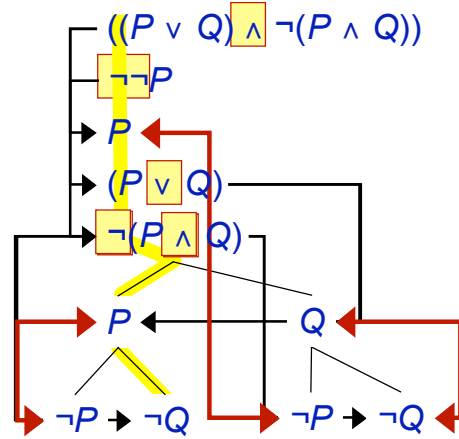 ((P ∨ Q) ∧ ¬(P ∧ Q))
¬¬P
P
(P ∨ Q)
¬(P ∧ Q)
P Q
¬P ¬Q ¬P ¬Q